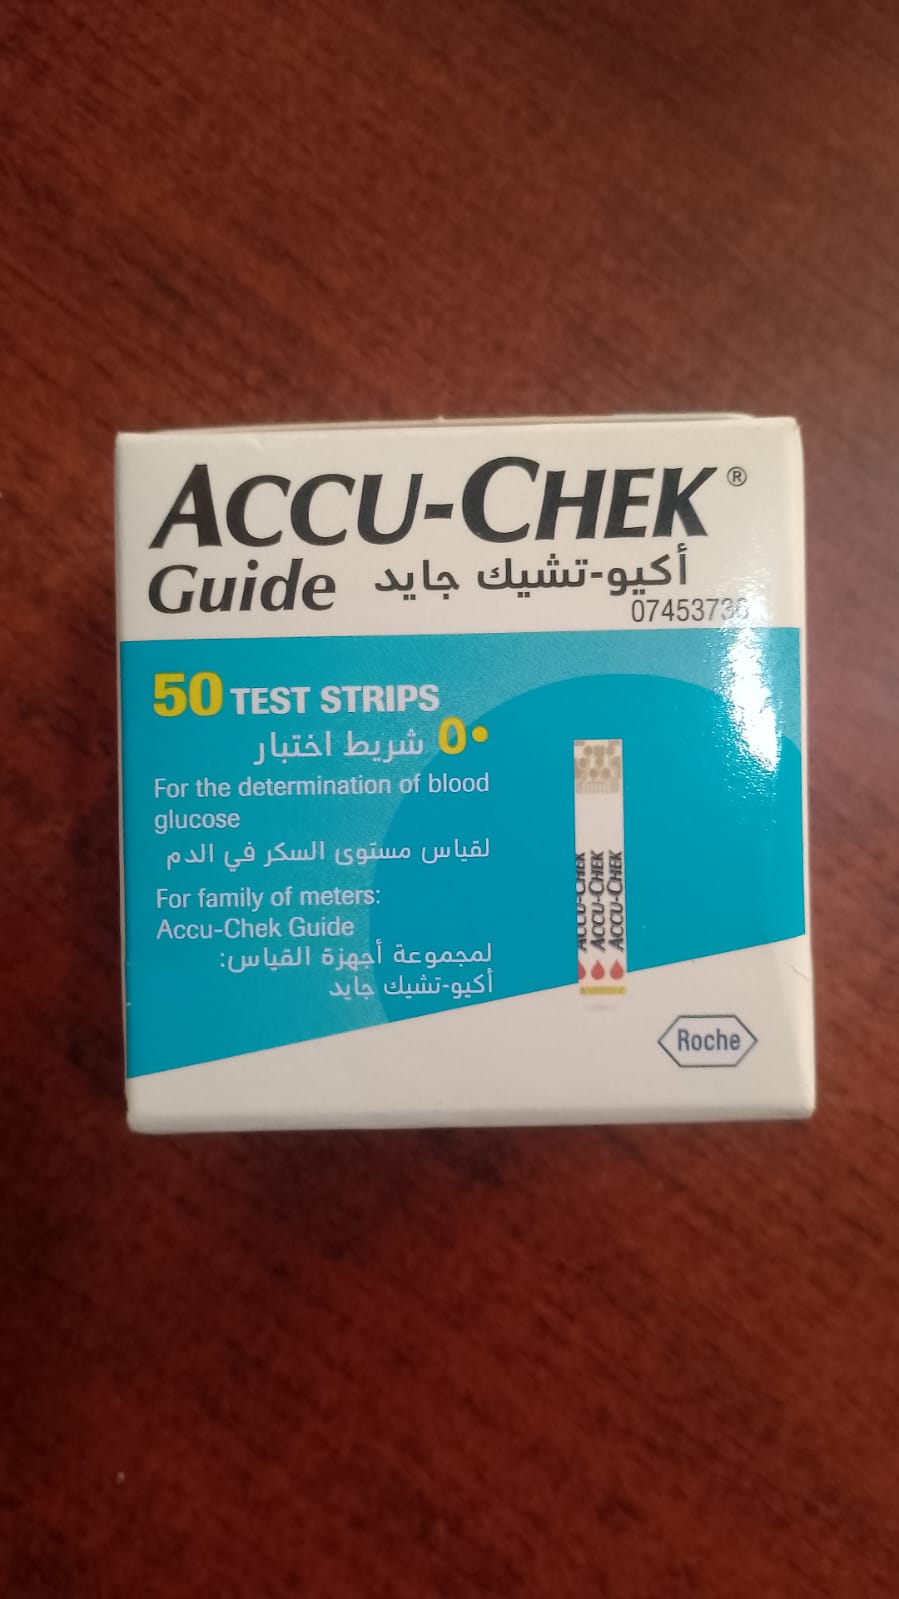 ACCU-CHEK®
Guide أكيو-تشيك جايد
50 TEST STRIPS
٥٠ شريط اختبار
For the determination of blood
glucose
لقياس مستوى السكر في الدم
For family of meters:
Accu-Chek Guide
لمجموعة أجهزة القياس:
أكيو-تشيك جايد
ACCU-CHEK
ACCU-CHEK
ACCU-CHEK
Roche